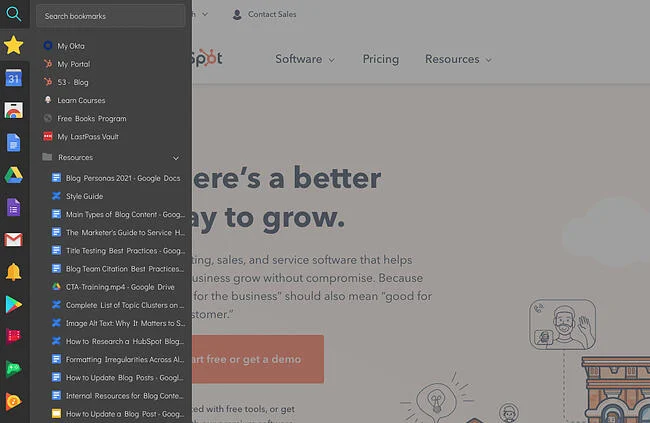 Search bookmarks
My Okta
My Portal
53 - Blog
Learn Courses
Free Books Program
My LastPass Vault
Resources
Blog Personas 2021 - Google Docs
Style Guide
Main Types of Blog Content - Goog...
The Marketer's Guide to Service H...
Title Testing Best Practices - Googl...
Blog Team Citation Best Practices...
CTA-Training.mp4 - Google Drive
Complete List of Topic Clusters on ...
Image Alt Text: Why It Matters to S...
How to Research a HubSpot Blog...
Formatting Irregularities Across Al...
How to Update Blog Posts - Googl...
Internal Resources for Blog Conte...
How to Update a Blog Post - Goog...
31
h
Contact Sales
Spot
Software
Pricing
Resources
ere's a better
ay to grow.
ting, sales, and service software that helps
usiness grow without compromise. Because
for the business" should also mean "good for
stomer."
art free or get a demo
ted with free tools, or get